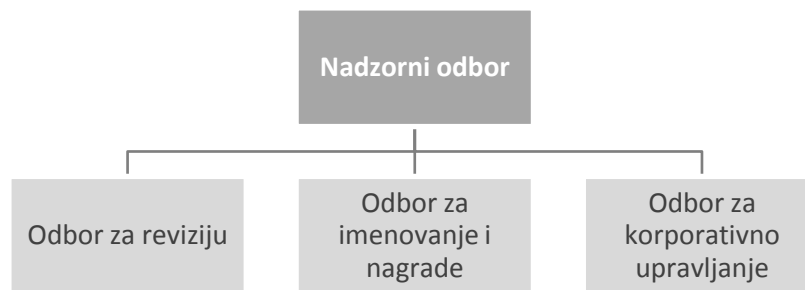 Nadzorni odbor
Odbor za reviziju
Odbor za
imenovanje i
nagrade
Odbor za
korporativno
upravljanje